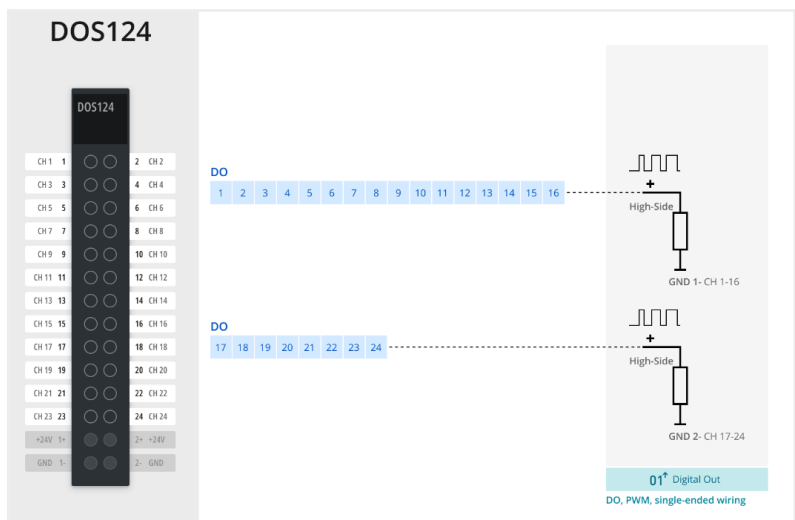 DOS124
DOS124
CH 1 1 2 CH 2
CH 3 3 4 CH 4
CH 5 5 6 CH 6
CH 7 7 8 CH 8
CH 9 9 10 CH 10
CH 11 11 12 CH 12
CH 13 13 14 CH 14
CH 15 15 16 CH 16
CH 17 17 18 CH 18
CH 19 19 20 CH 20
CH 21 21 22 CH 22
CH 23 23 24 CH 24
+24V 1+ 2+ +24V
GND 1- 2- GND
DO
1 2 3 4 5 6 7 8 9 10 11 12 13 14 15 16
+
High-Side
GND 1- CH 1-16
DO
17 18 19 20 21 22 23 24
+
High-Side
GND 2- CH 17-24
01↑ Digital Out
DO, PWM, single-ended wiring